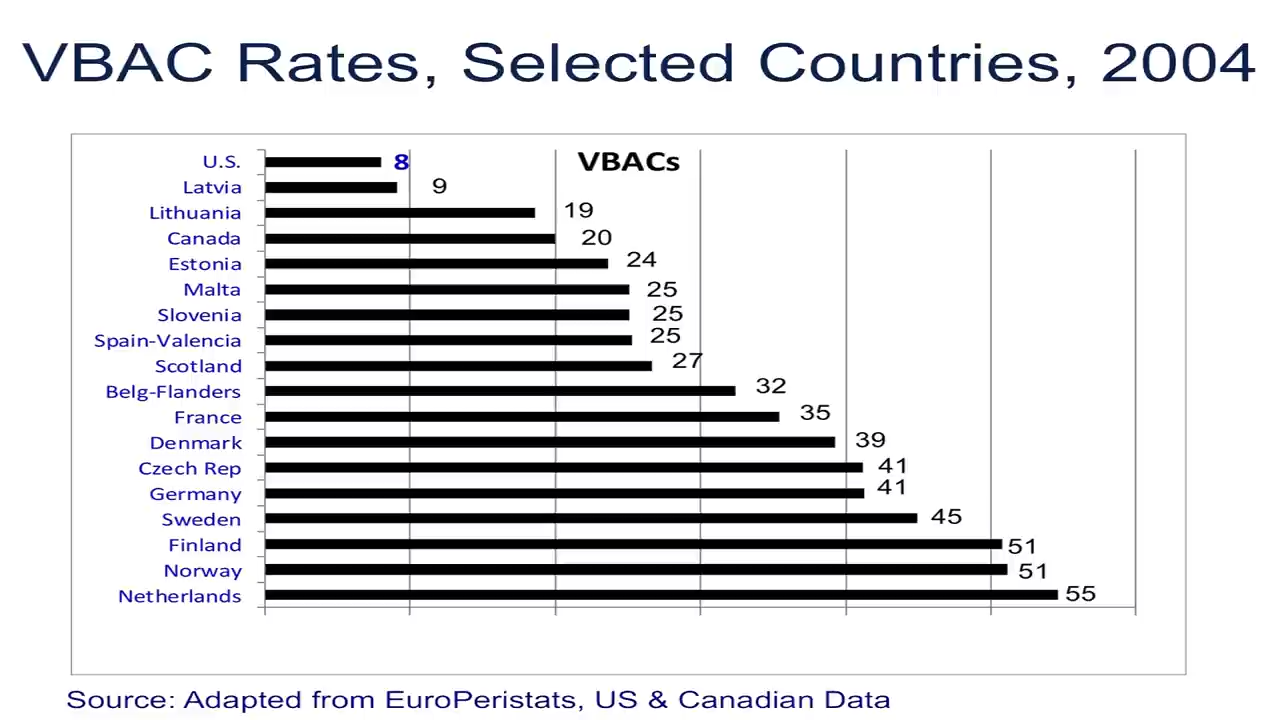 VBAC Rates, Selected Countries, 2004
VBACs
U.S. 8
Latvia 9
Lithuania 19
Canada 20
Estonia 24
Malta 25
Slovenia 25
Spain-Valencia 25
Scotland 27
Belg-Flanders 32
France 35
Denmark 39
Czech Rep 41
Germany 41
Sweden 45
Finland 51
Norway 51
Netherlands 55
Source: Adapted from EuroPeristats, US & Canadian Data